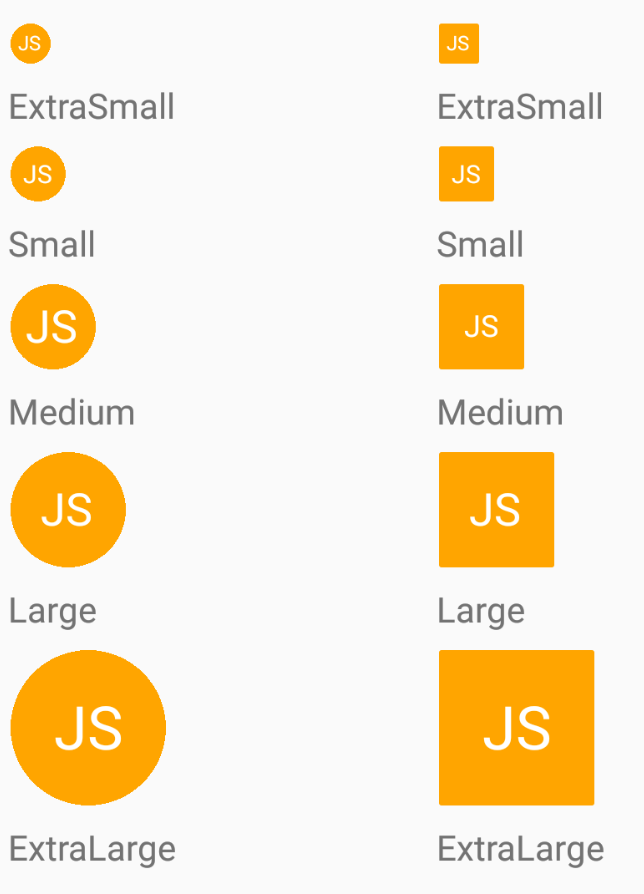 JS JS
ExtraSmall ExtraSmall
JS JS
Small Small
JS JS
Medium Medium
JS JS
Large Large
JS JS
ExtraLarge ExtraLarge